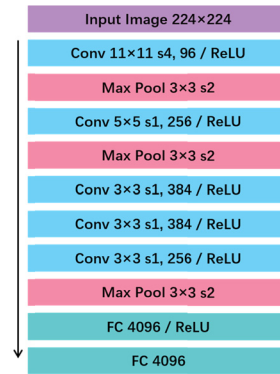 Input Image 224×224
Conv 11×11 s4, 96 / ReLU
Max Pool 3×3 s2
Conv 5×5 s1, 256 / ReLU
Max Pool 3×3 s2
Conv 3×3 s1, 384 / ReLU
Conv 3×3 s1, 384 / ReLU
Conv 3×3 s1, 256 / ReLU
Max Pool 3×3 s2
FC 4096 / ReLU
FC 4096